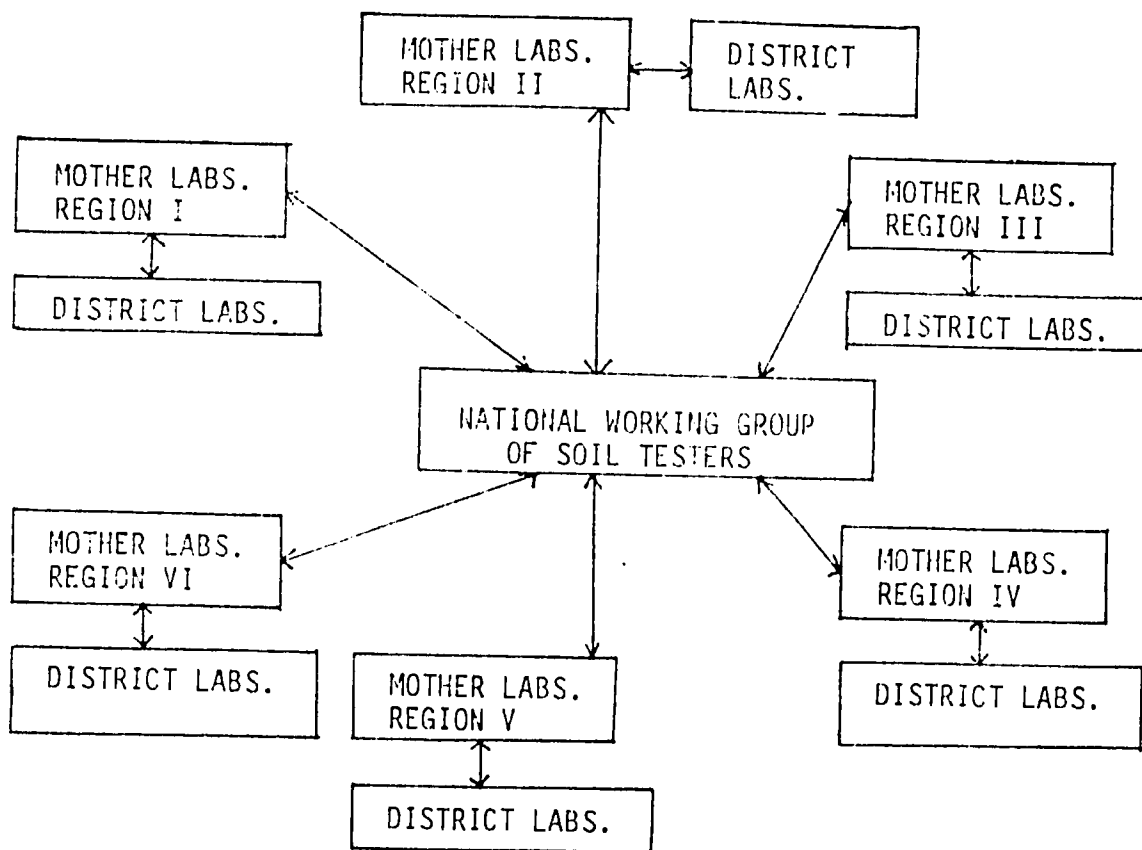 MOTHER LABS.
REGION II
DISTRICT
LABS.
MOTHER LABS.
REGION I
DISTRICT LABS.
MOTHER LABS.
REGION III
DISTRICT LABS.
NATIONAL WORKING GROUP
OF SOIL TESTERS
MOTHER LABS.
REGION VI
DISTRICT LABS.
MOTHER LABS.
REGION IV
DISTRICT LABS.
MOTHER LABS.
REGION V
DISTRICT LABS.